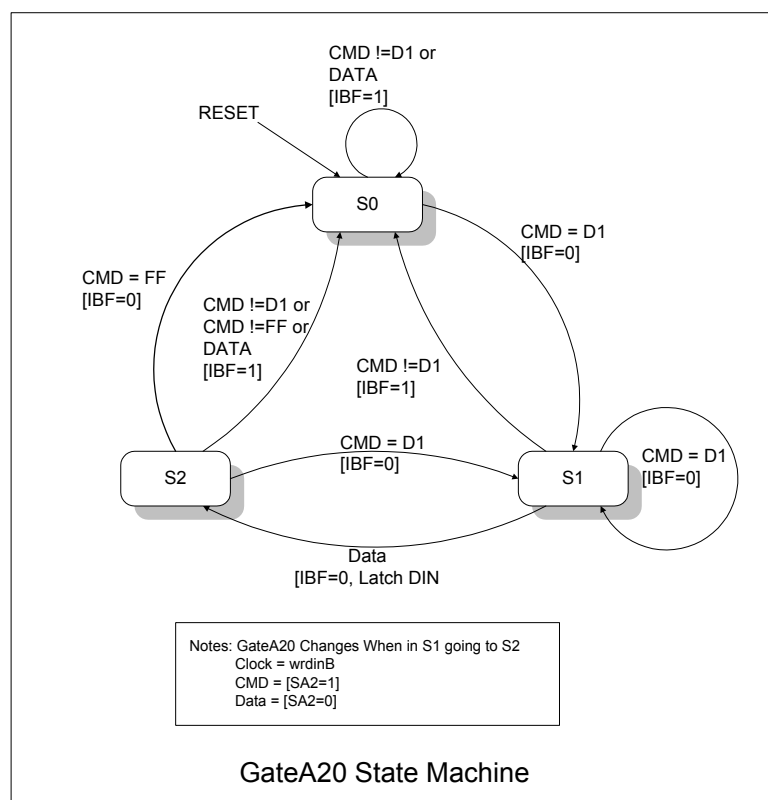 CMD !=D1 or
DATA
[IBF=1]
RESET
S0
CMD = D1
[IBF=0]
CMD = FF
[IBF=0]
CMD !=D1 or
CMD !=FF or
DATA
[IBF=1]
CMD !=D1
[IBF=1]
CMD = D1
[IBF=0]
CMD = D1
[IBF=0]
S2
S1
Data
[IBF=0, Latch DIN
Notes: GateA20 Changes When in S1 going to S2
Clock = wrdinB
CMD = [SA2=1]
Data = [SA2=0]
GateA20 State Machine